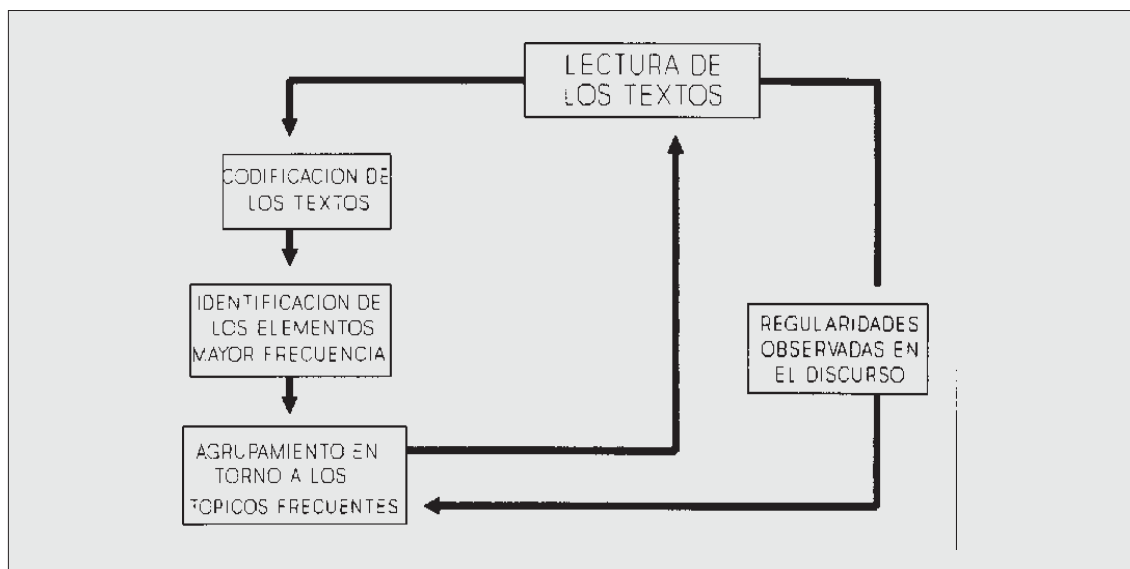 LECTURA DE
LOS TEXTOS
CODIFICACION DE
LOS TEXTOS
IDENTIFICACION DE
LOS ELEMENTOS
MAYOR FRECUENCIA
REGULARIDADES
OBSERVADAS EN
EL DISCURSO
AGRUPAMIENTO EN
TORNO A LOS
TOPICOS FRECUENTES